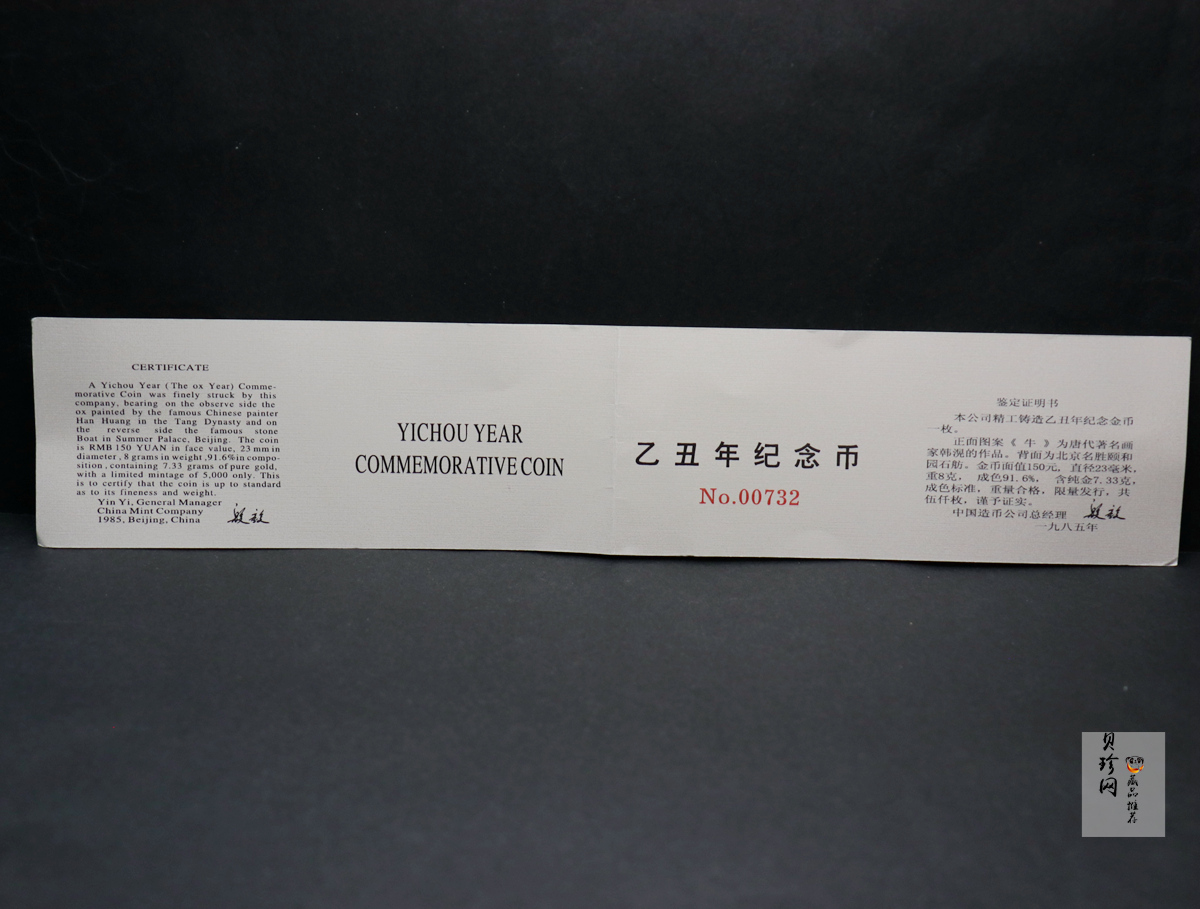 CERTIFICATE
A Yichou Year (The ox Year) Comme-
morative Coin was finely struck by this
company, bearing on the observe side the
ox painted by the famous Chinese painter
Han Huang in the Tang Dynasty and on
the reverse side the famous stone
Boat in Summer Palace, Beijing. The coin
is RMB 150 YUAN in face value, 23 mm in
diameter, 8 grams in weight, 91.6% in compo-
sition, containing 7.33 grams of pure gold,
with a limited mintage of 5,000 only. This
is to certify that the coin is up to standard
as to its fineness and weight.
Yin Yi, General Manager
China Mint Company
1985, Beijing, China
YICHOU YEAR
COMMEMORATIVE COIN
乙丑年纪念币
No.00732
鉴定证明书
本公司精工铸造乙丑年纪念金币
一枚。
正面图案《牛》为唐代著名画
家韩滉的作品。背面为北京名胜颐和
园石舫。金币面值150元，直径23毫米，
重8克， 成色91.6%， 含纯金7.33克，
成色标准，重量合格，限量发行，共
伍仟枚，谨予证实。
中国造币公司总经理
一九八五年
贝珍网
藏品推荐